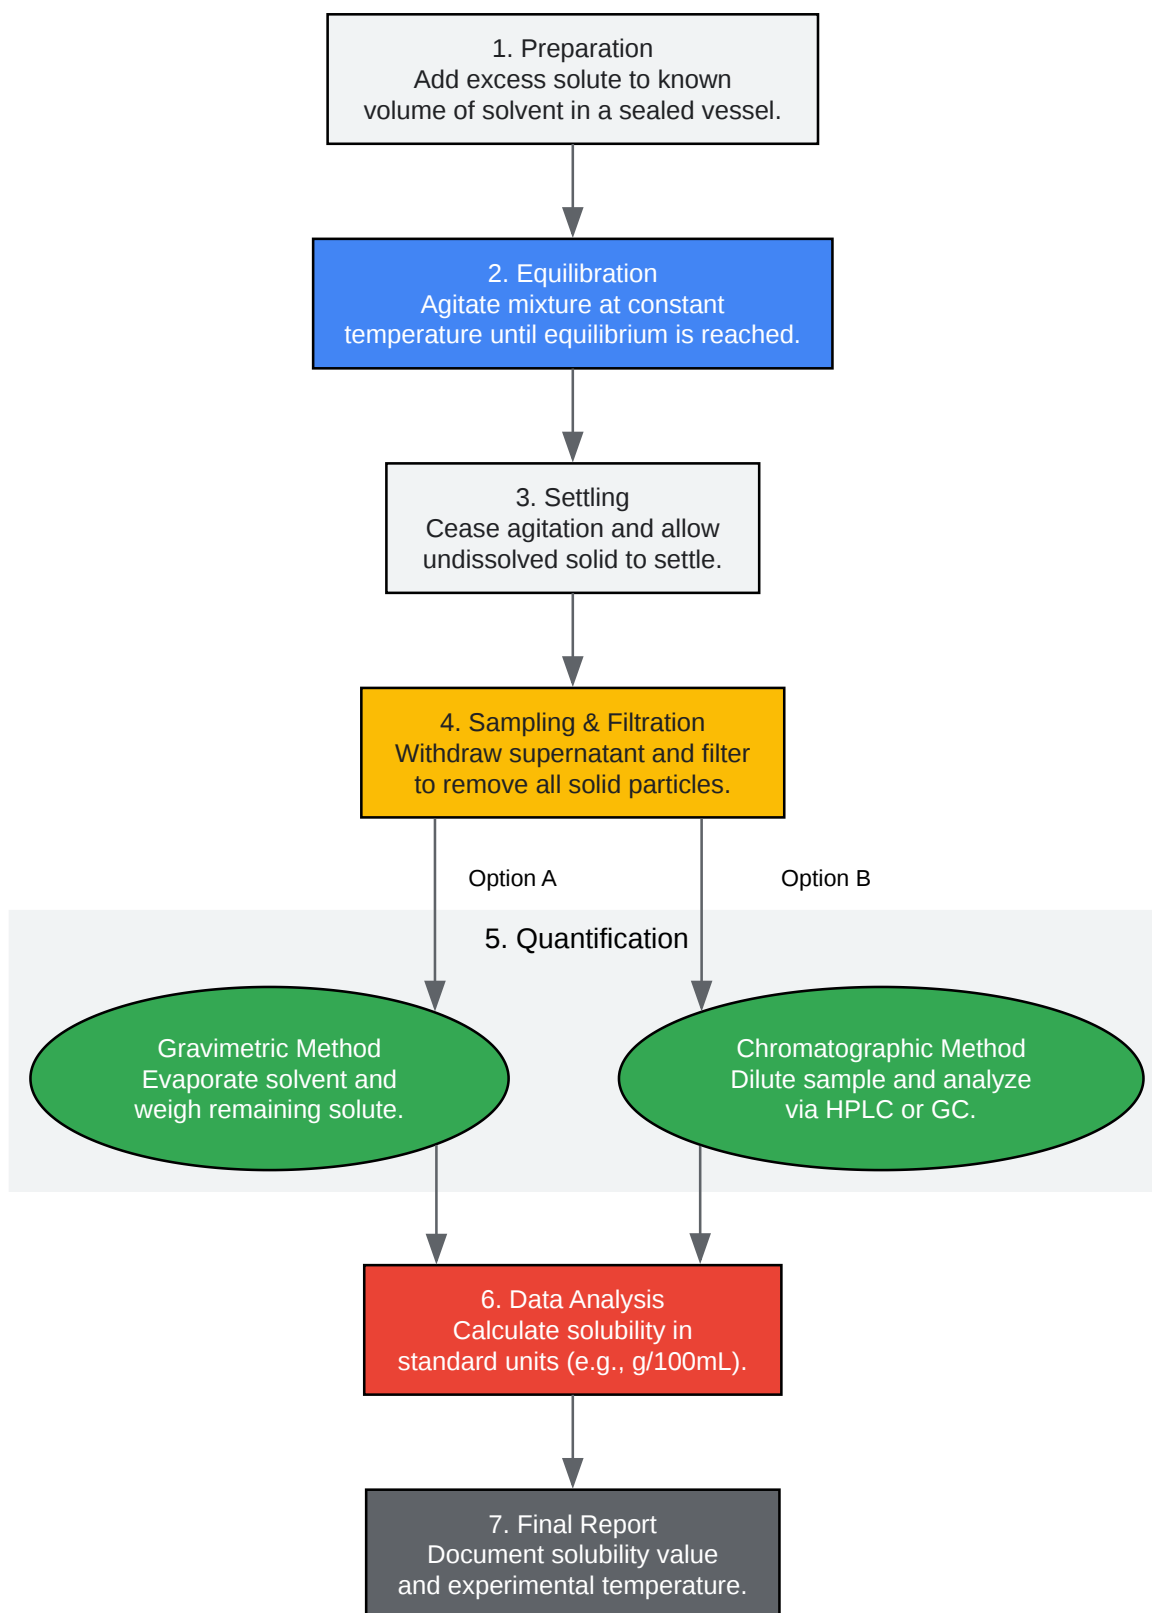 1. Preparation
Add excess solute to known
volume of solvent in a sealed vessel.
2. Equilibration
Agitate mixture at constant
temperature until equilibrium is reached.
3. Settling
Cease agitation and allow
undissolved solid to settle.
4. Sampling & Filtration
Withdraw supernatant and filter
to remove all solid particles.
Option A
Option B
5. Quantification
Gravimetric Method
Evaporate solvent and
weigh remaining solute.
Chromatographic Method
Dilute sample and analyze
via HPLC or GC.
6. Data Analysis
Calculate solubility in
standard units (e.g., g/100mL).
7. Final Report
Document solubility value
and experimental temperature.